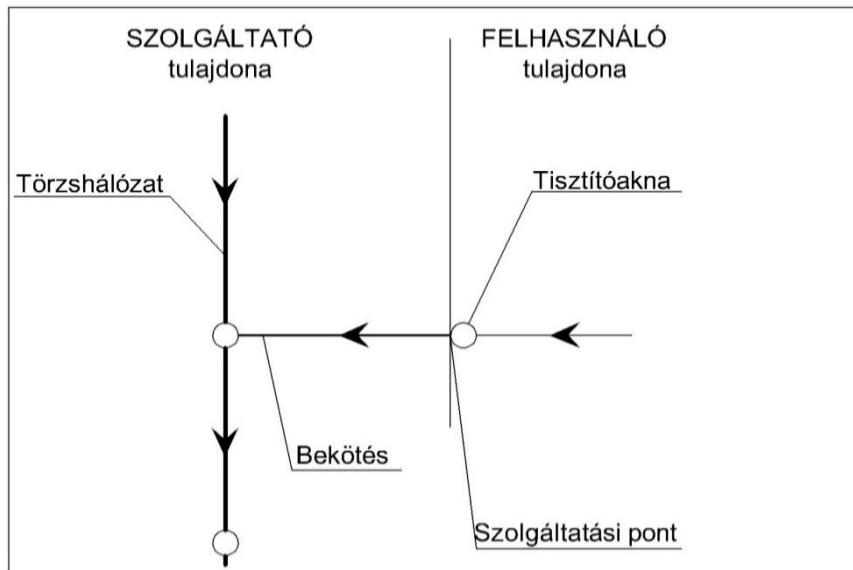 SZOLGÁLTATÓ
tulajdona
FELHASZNÁLÓ
tulajdona
Törzshálózat
Tisztítóakna
Bekötés
Szolgáltatási pont